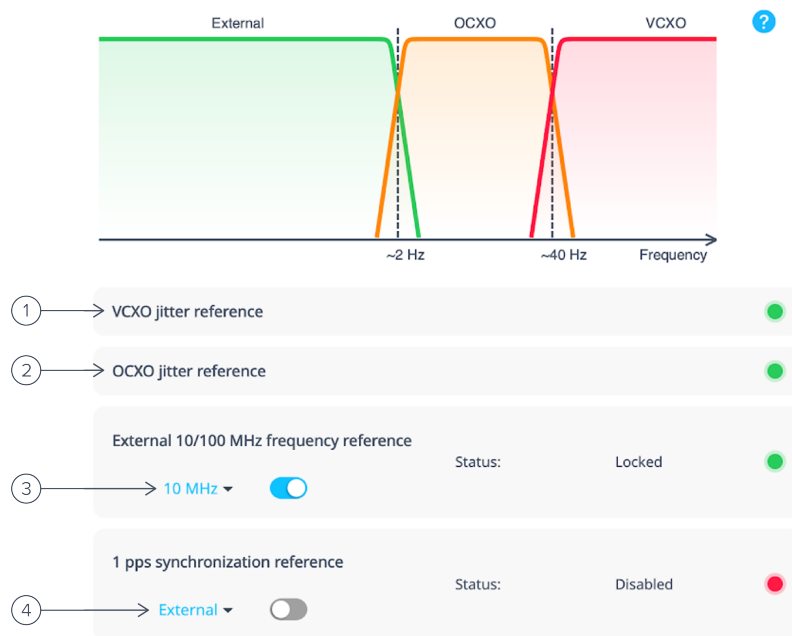 External OCXO VCXO ?
~2 Hz ~40 Hz Frequency
1 VCXO jitter reference
2 OCXO jitter reference
External 10/100 MHz frequency reference
Status: Locked
3 10 MHz
1 pps synchronization reference
Status: Disabled
4 External